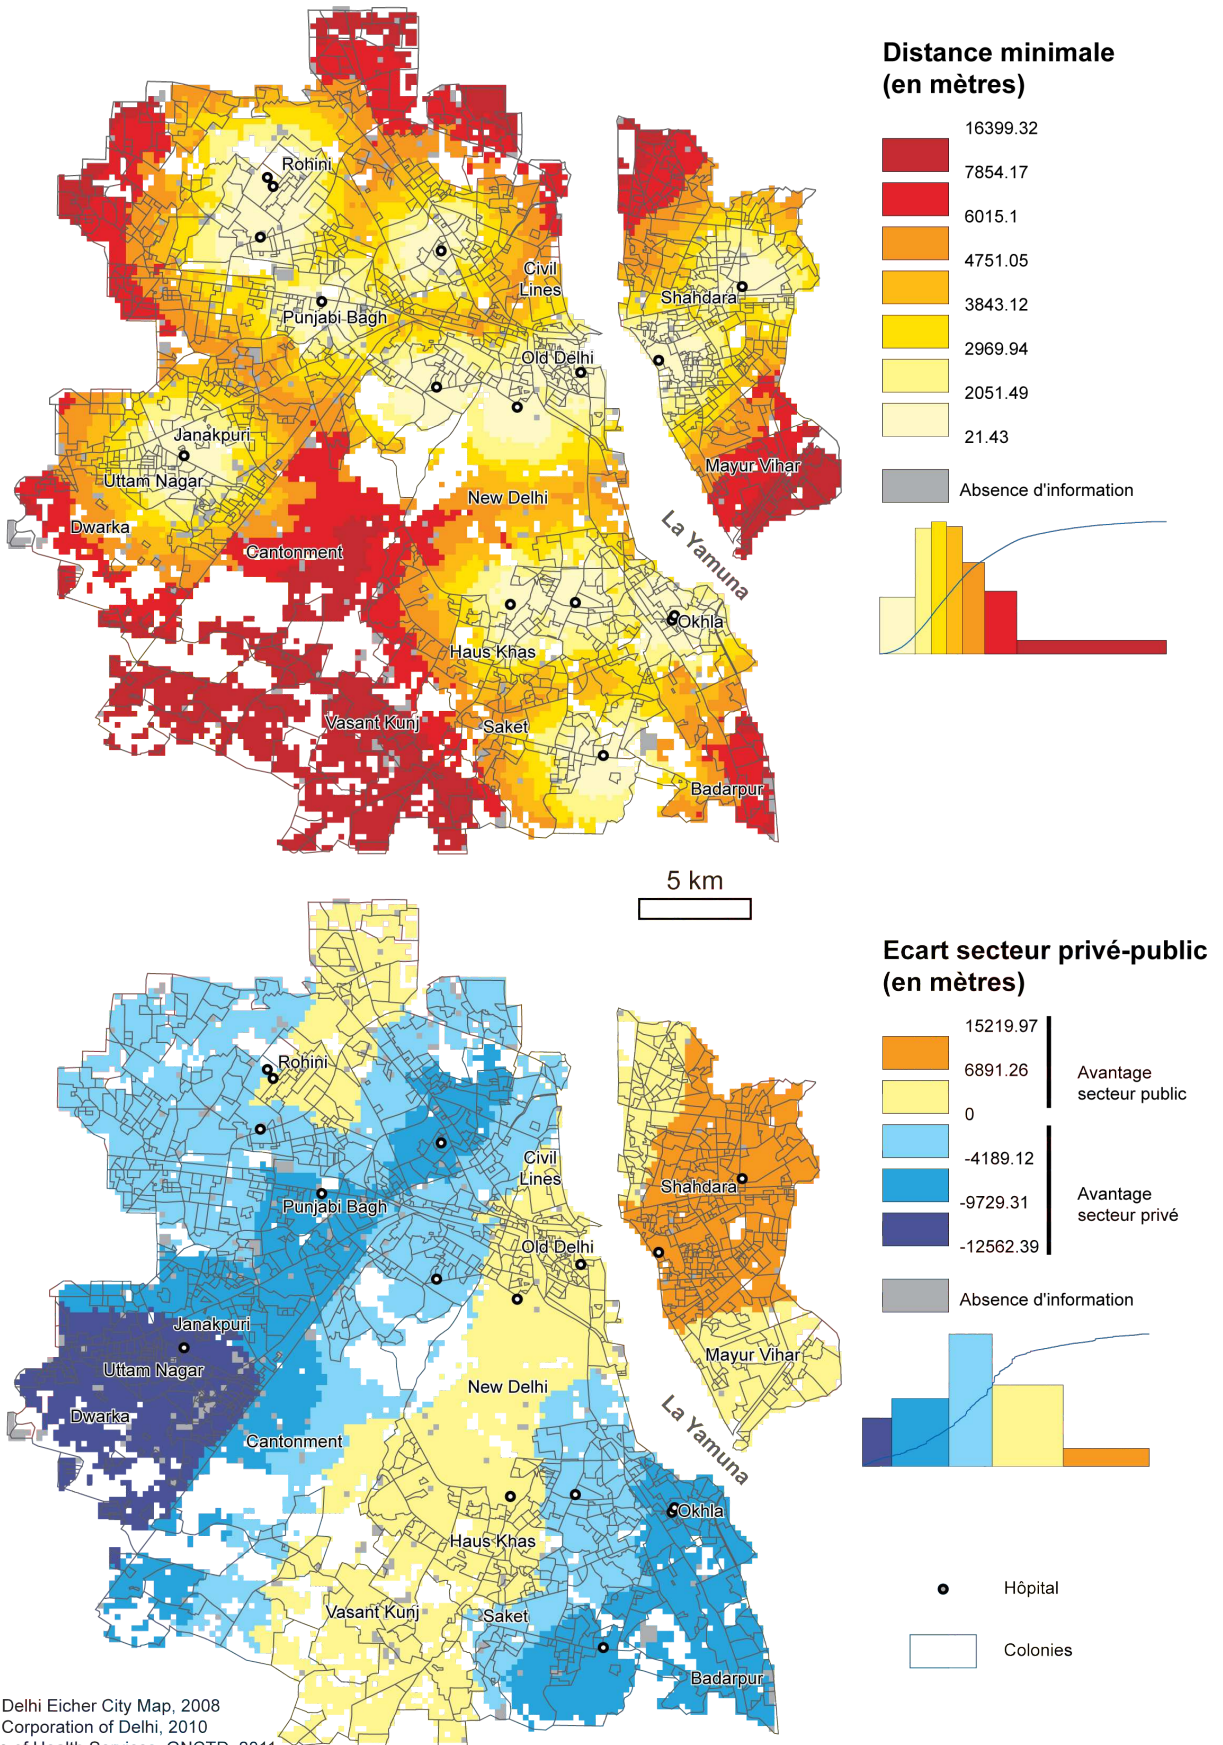 Distance minimale
(en mètres)
16399.32
7854.17
6015.1
4751.05
3843.12
2969.94
2051.49
21.43
Absence d'information
Rohini
Civil
Lines
Punjabi Bagh
Shahdara
Old Delhi
Janakpuri
Uttam Nagar
Mayur Vihar
New Delhi
Dwarka
Cantonment
La Yamuna
Okhla
Haus Khas
Vasant Kunj
Saket
Badarpur
5 km
Ecart secteur privé-public
(en mètres)
15219.97
6891.26
0
-4189.12
-9729.31
-12562.39
Avantage
secteur public
Avantage
secteur privé
Absence d'information
Rohini
Civil
Lines
Punjabi Bagh
Shahdara
Old Delhi
Janakpuri
Uttam Nagar
Mayur Vihar
New Delhi
Dwarka
Cantonment
La Yamuna
Okhla
Haus Khas
Vasant Kunj
Saket
Badarpur
Hôpital
Colonies
Delhi Eicher City Map, 2008
Corporation of Delhi, 2010
of Health Services, GNCTD, 2011